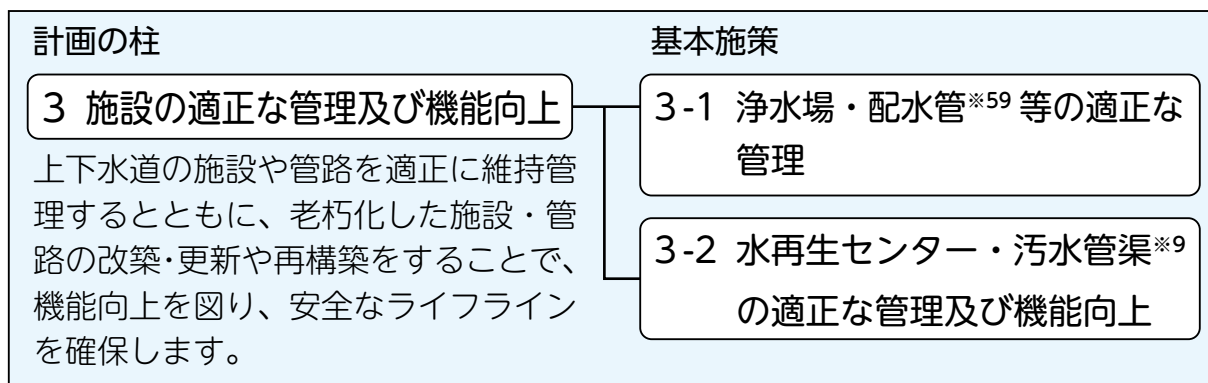 計画の柱
3 施設の適正な管理及び機能向上
上下水道の施設や管路を適正に維持管
理するとともに、老朽化した施設・管
路の改築・更新や再構築をすることで、
機能向上を図り、安全なライフライン
を確保します。
基本施策
3-1 浄水場・配水管※59等の適正な
管理
3-2 水再生センター・汚水管渠※9
の適正な管理及び機能向上